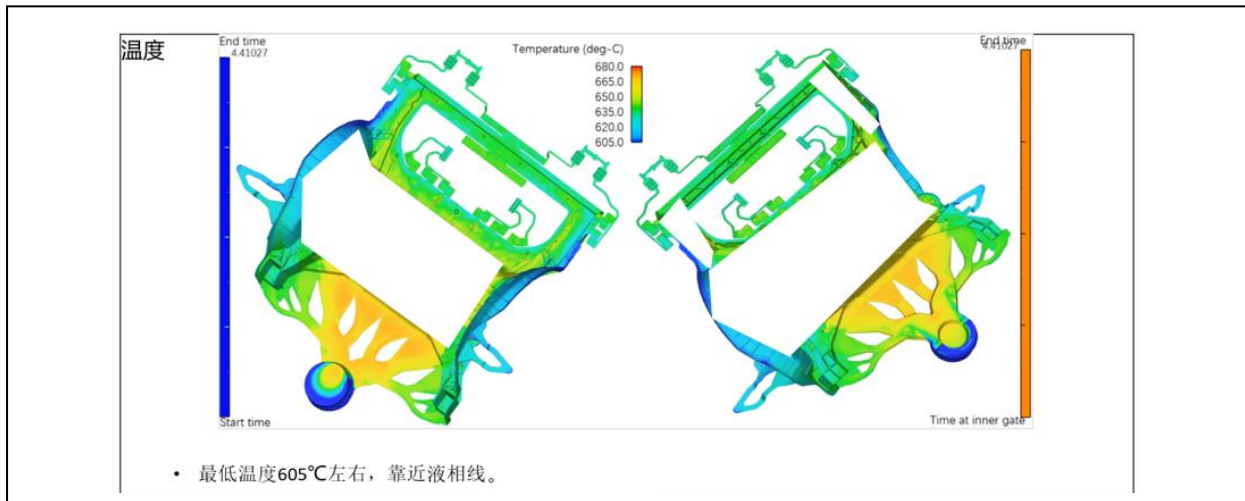 温度
End time
4.41027
Temperature (deg-C)
680.0
665.0
650.0
635.0
620.0
605.0
End time
4.41027
Start time
Time at inner gate
• 最低温度605℃左右，靠近液相线。